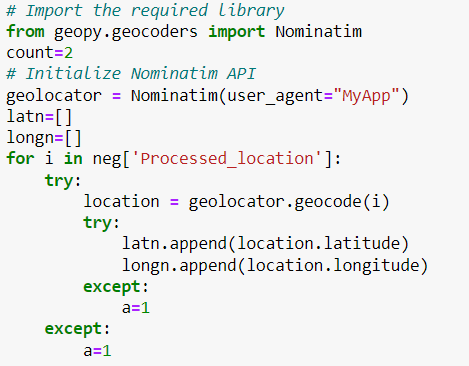 # Import the required library
from geopy.geocoders import Nominatim
count=2
# Initialize Nominatim API
geolocator = Nominatim(user_agent="MyApp")
latn=[]
longn=[]
for i in neg['Processed_location']:
    try:
        location = geolocator.geocode(i)
        try:
            latn.append(location.latitude)
            longn.append(location.longitude)
        except:
            a=1
    except:
        a=1